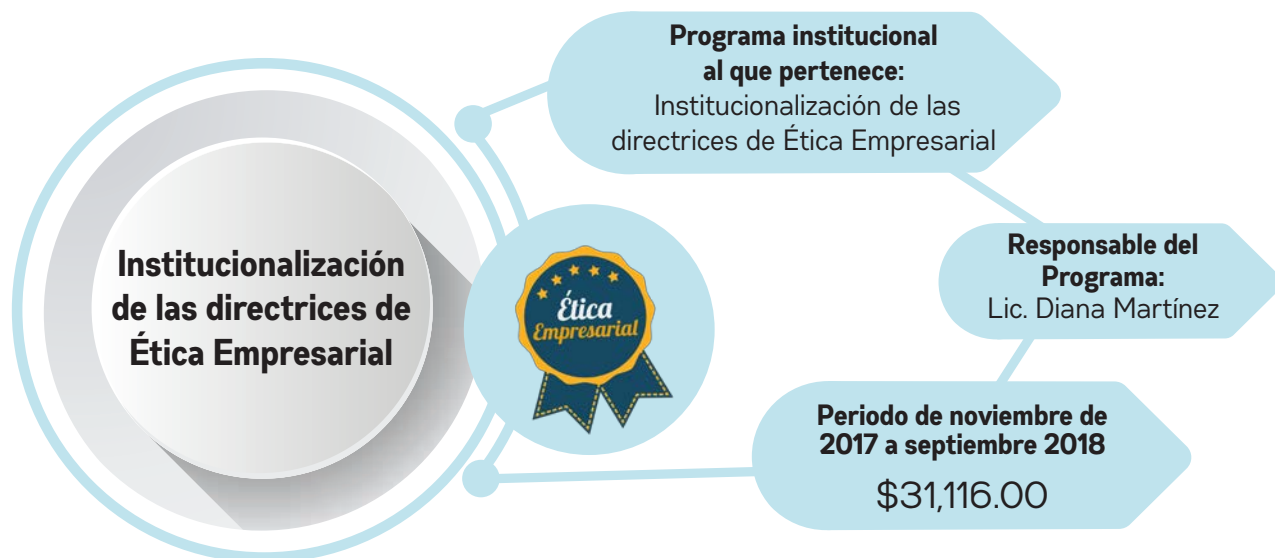 Institucionalización
de las directrices de
Ética Empresarial
Ética
Empresarial
Programa institucional
al que pertenece:
Institucionalización de las
directrices de Ética Empresarial
Responsable del
Programa:
Lic. Diana Martínez
Periodo de noviembre de
2017 a septiembre 2018
$31,116.00